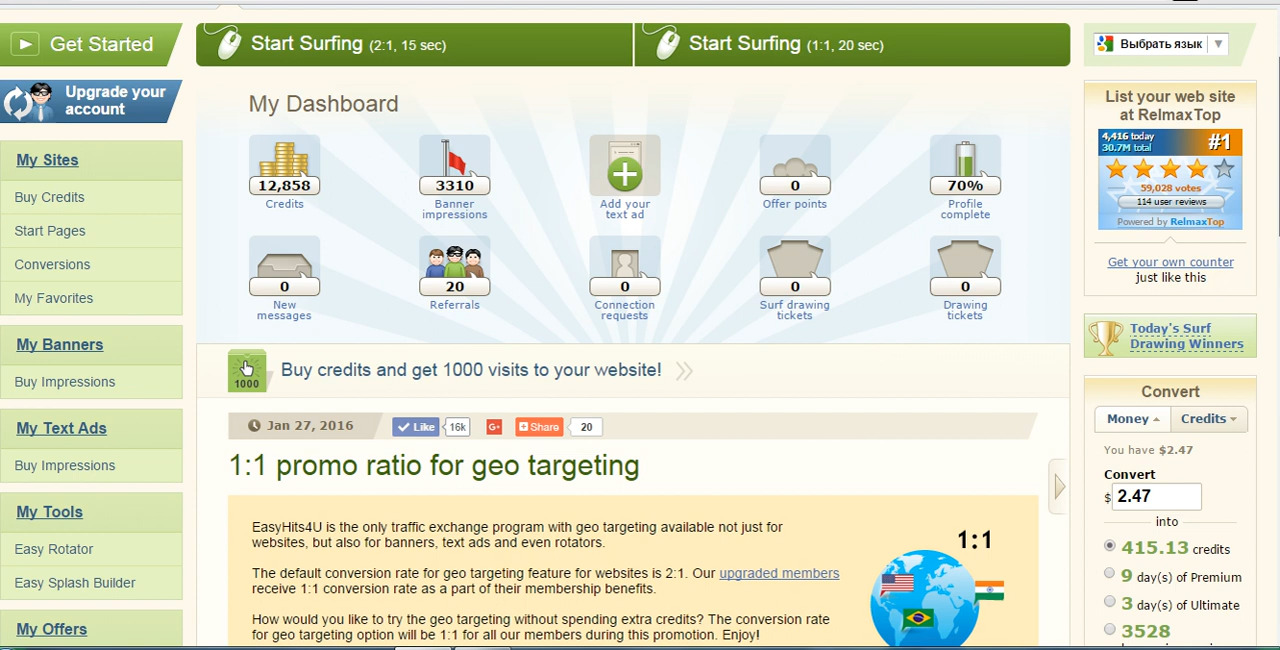 Get Started
Start Surfing (2:1, 15 sec)
Start Surfing (1:1, 20 sec)
Выбрать язык
Upgrade your
account
My Sites
Buy Credits
Start Pages
Conversions
My Favorites
My Banners
Buy Impressions
My Text Ads
Buy Impressions
My Tools
Easy Rotator
Easy Splash Builder
My Offers
My Dashboard
12,858
Credits
3310
Banner
impressions
Add your
text ad
0
Offer points
70%
Profile
complete
0
New
messages
20
Referrals
0
Connection
requests
0
Surf drawing
tickets
0
Drawing
tickets
1000
Buy credits and get 1000 visits to your website!
Jan 27, 2016
Like 16k
G+
Share 20
1:1 promo ratio for geo targeting
EasyHits4U is the only traffic exchange program with geo targeting available not just for
websites, but also for banners, text ads and even rotators.
The default conversion rate for geo targeting feature for websites is 2:1. Our upgraded members
receive 1:1 conversion rate as a part of their membership benefits.
How would you like to try the geo targeting without spending extra credits? The conversion rate
for geo targeting option will be 1:1 for all our members during this promotion. Enjoy!
1:1
List your web site
at RelmaxTop
4,416 today
30.7M total
#1
59,028 votes
114 user reviews
Powered by RelmaxTop
Get your own counter
just like this
Today's Surf
Drawing Winners
Convert
Money
Credits
You have $2.47
Convert
$ 2.47
into
415.13 credits
9 day(s) of Premium
3 day(s) of Ultimate
3528